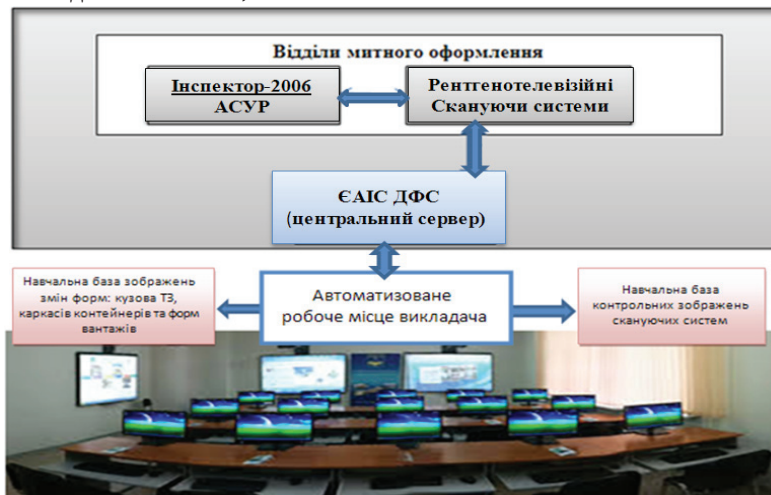 Відділи митного оформлення
Інспектор-2006
АСУР
Рентгенотелевізійні
Скануючи системи
ЄАІС ДФС
(центральний сервер)
Навчальна база зображень
змін форм: кузова ТЗ,
каркасів контейнерів та форм
вантажів
Автоматизоване
робоче місце викладача
Навчальна база
контрольних зображень
скануючих систем